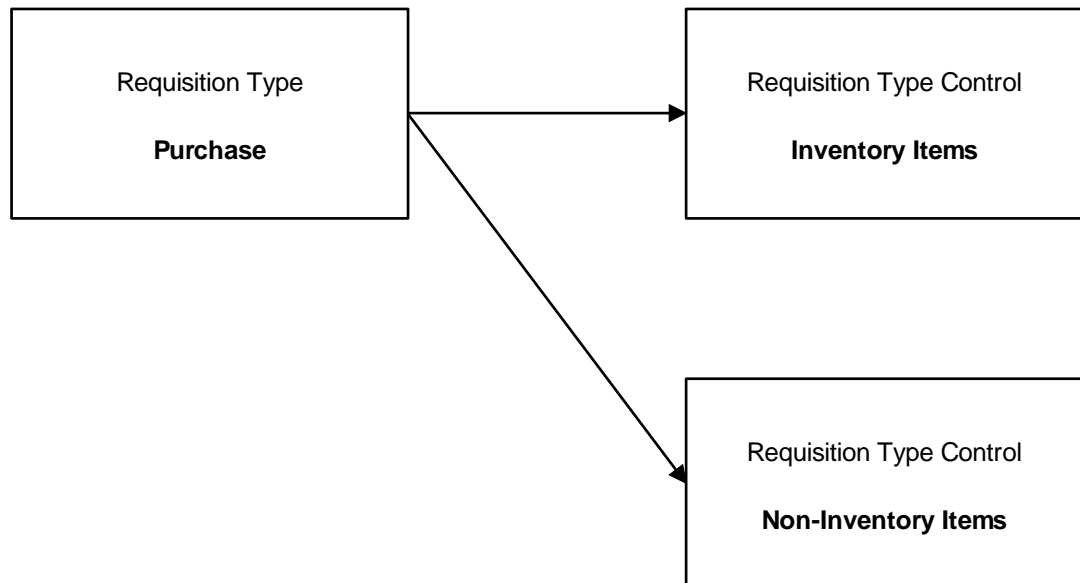 Requisition Type
Purchase
Requisition Type Control
Inventory Items
Requisition Type Control
Non-Inventory Items